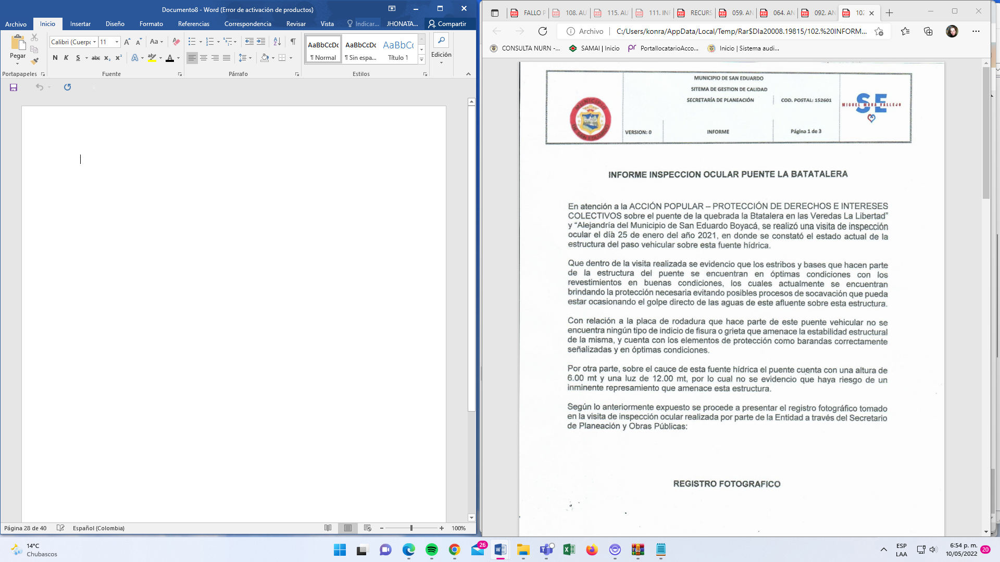 Documento8 - Word (Error de activación de productos)
Archivo Inicio Insertar Diseño Formato Referencias Correspondencia Revisar Vista Indicar... JHONATA... Compartir
Pegar
Calibri (Cuerpo 11
Aa
N K S abc x₂ x²
AaBbCcDc AaBbCcDc AaBbCc
¶ Normal ¶ Sin espa... Título 1
Edición
Portapapeles Fuente Párrafo Estilos
Página 28 de 40 Español (Colombia) 100%
FALLO P 108. AU 115. AU 111. INF RECURS 059. AN 064. AN 092. AN 102
Archivo C:/Users/konra/AppData/Local/Temp/Rar$DIa20008.19815/102.%20INFORM...
CONSULTA NURN -... SAMAI | Inicio PortallocatarioAcco... Inicio | Sistema audi...
MUNICIPIO DE SAN EDUARDO
SITEMA DE GESTION DE CALIDAD
SECRETARÍA DE PLANEACIÓN COD. POSTAL: 152601
VERSION: 0 INFORME Página 1 de 3
MUNICIPIO DE SAN EDUARDO
SE
MIGUEL MORA VALLEJO
INFORME INSPECCION OCULAR PUENTE LA BATATALERA
En atención a la ACCIÓN POPULAR – PROTECCIÓN DE DERECHOS E INTERESES
COLECTIVOS sobre el puente de la quebrada la Btatalera en las Veredas La Libertad”
y “Alejandría del Municipio de San Eduardo Boyacá, se realizó una visita de inspección
ocular el día 25 de enero del año 2021, en donde se constató el estado actual de la
estructura del paso vehicular sobre esta fuente hídrica.
Que dentro de la visita realizada se evidencio que los estribos y bases que hacen parte
de la estructura del puente se encuentran en óptimas condiciones con los
revestimientos en buenas condiciones, los cuales actualmente se encuentran
brindando la protección necesaria evitando posibles procesos de socavación que pueda
estar ocasionando el golpe directo de las aguas de este afluente sobre esta estructura.
Con relación a la placa de rodadura que hace parte de este puente vehicular no se
encuentra ningún tipo de indicio de fisura o grieta que amenace la estabilidad estructural
de la misma, y cuenta con los elementos de protección como barandas correctamente
señalizadas y en óptimas condiciones.
Por otra parte, sobre el cauce de esta fuente hídrica el puente cuenta con una altura de
6.00 mt y una luz de 12.00 mt, por lo cual no se evidencio que haya riesgo de un
inminente represamiento que amenace esta estructura.
Según lo anteriormente expuesto se procede a presentar el registro fotográfico tomado
en la visita de inspección ocular realizada por parte de la Entidad a través del Secretario
de Planeación y Obras Públicas:
REGISTRO FOTOGRAFICO
14°C
Chubascos
26
ESP
LAA
6:54 p. m.
10/05/2022
20